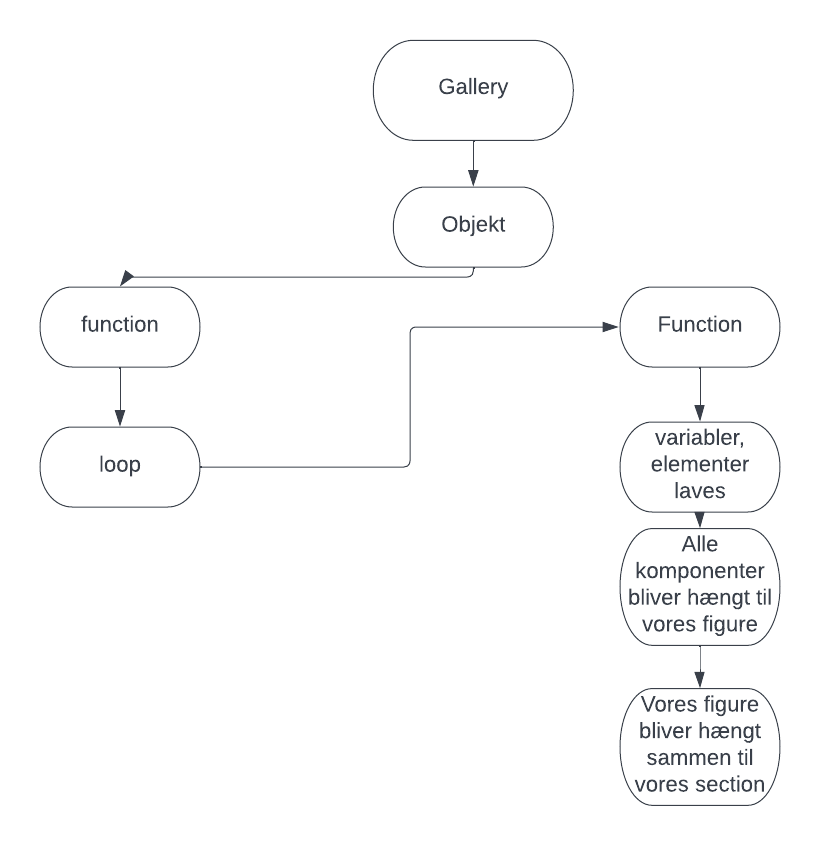 Gallery
Objekt
function
loop
Function
variabler,
elementer
laves
Alle
komponenter
bliver hængt til
vores figure
Vores figure
bliver hængt
sammen til
vores section